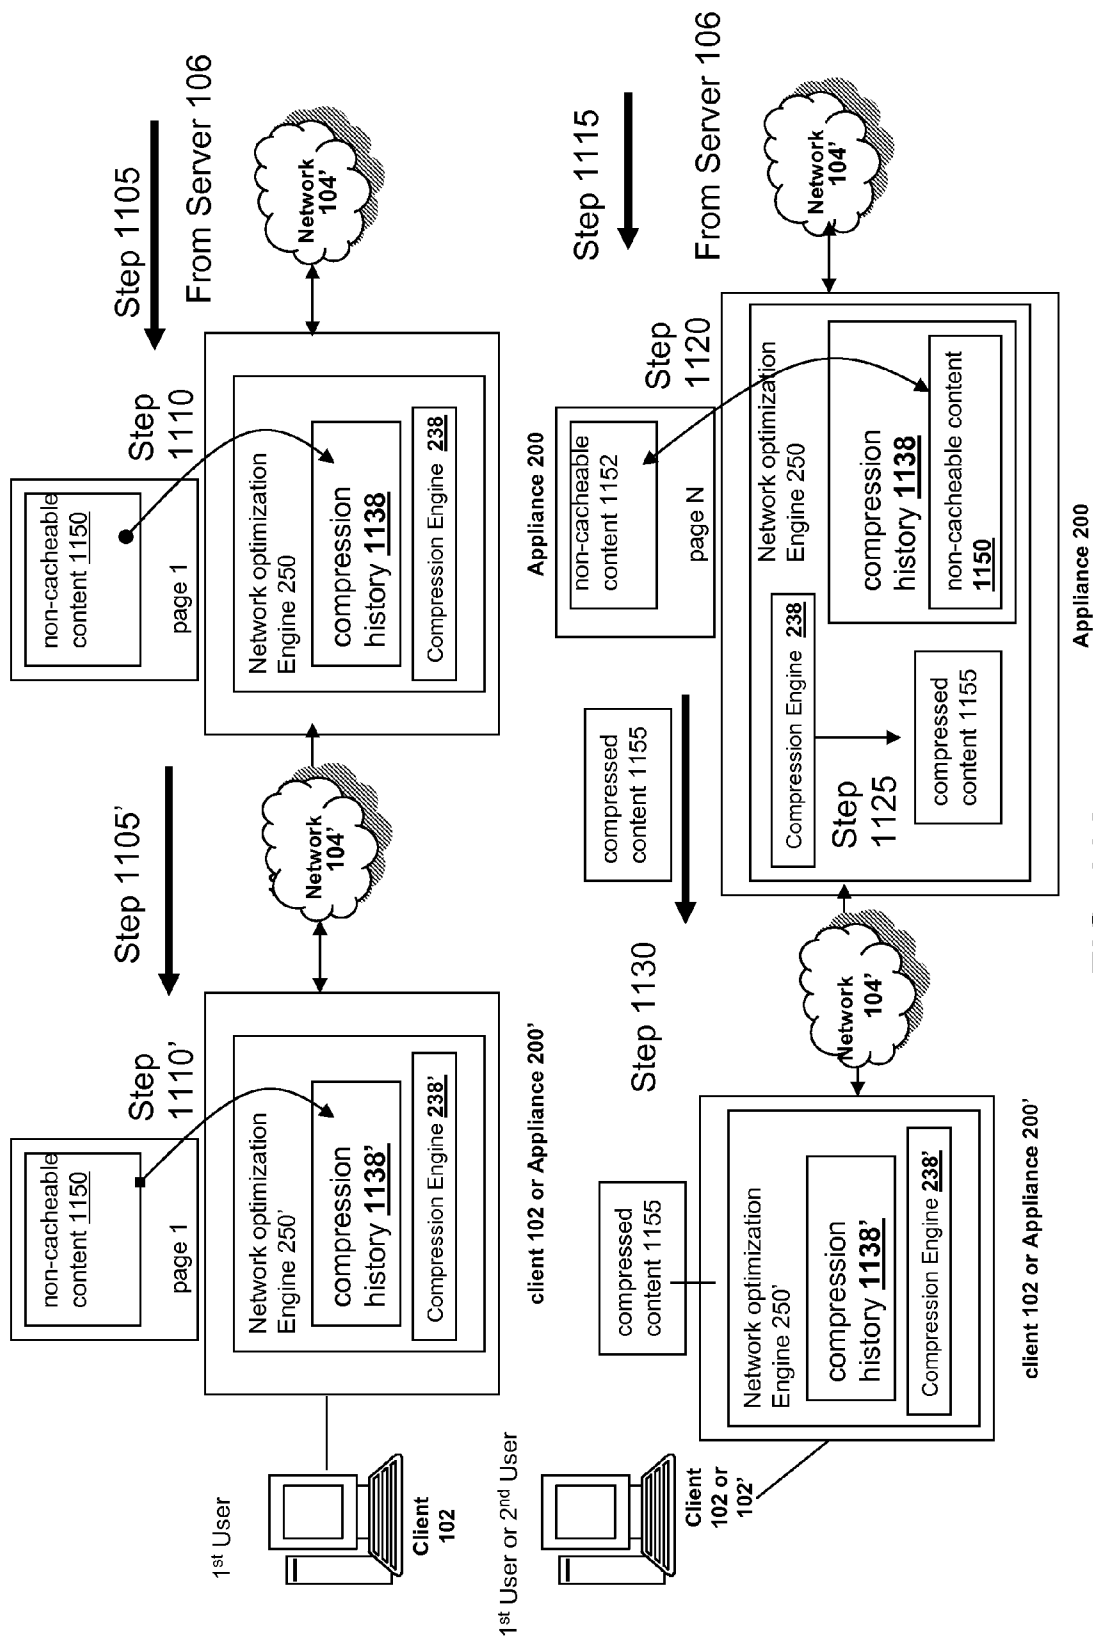 1st User
Client
102
non-cacheable
content 1150
page 1
Step
1110'
Network optimization
Engine 250'
compression
history 1138'
Compression Engine 238'
client 102 or Appliance 200'
Step 1105'
Network
104'
non-cacheable
content 1150
page 1
Step
1110
Network optimization
Engine 250
compression
history 1138
Compression Engine 238
Appliance 200
Step 1105
From Server 106
Network
104'
1st User or 2nd User
Client
102 or
102'
compressed
content 1155
Network optimization
Engine 250'
compression
history 1138'
Compression Engine 238'
client 102 or Appliance 200'
Step 1130
Network
104'
compressed
content 1155
non-cacheable
content 1152
page N
Step
1120
Compression Engine 238
Step
1125
compressed
content 1155
Network optimization
Engine 250
compression
history 1138
non-cacheable content
1150
Appliance 200
Step 1115
From Server 106
Network
104'